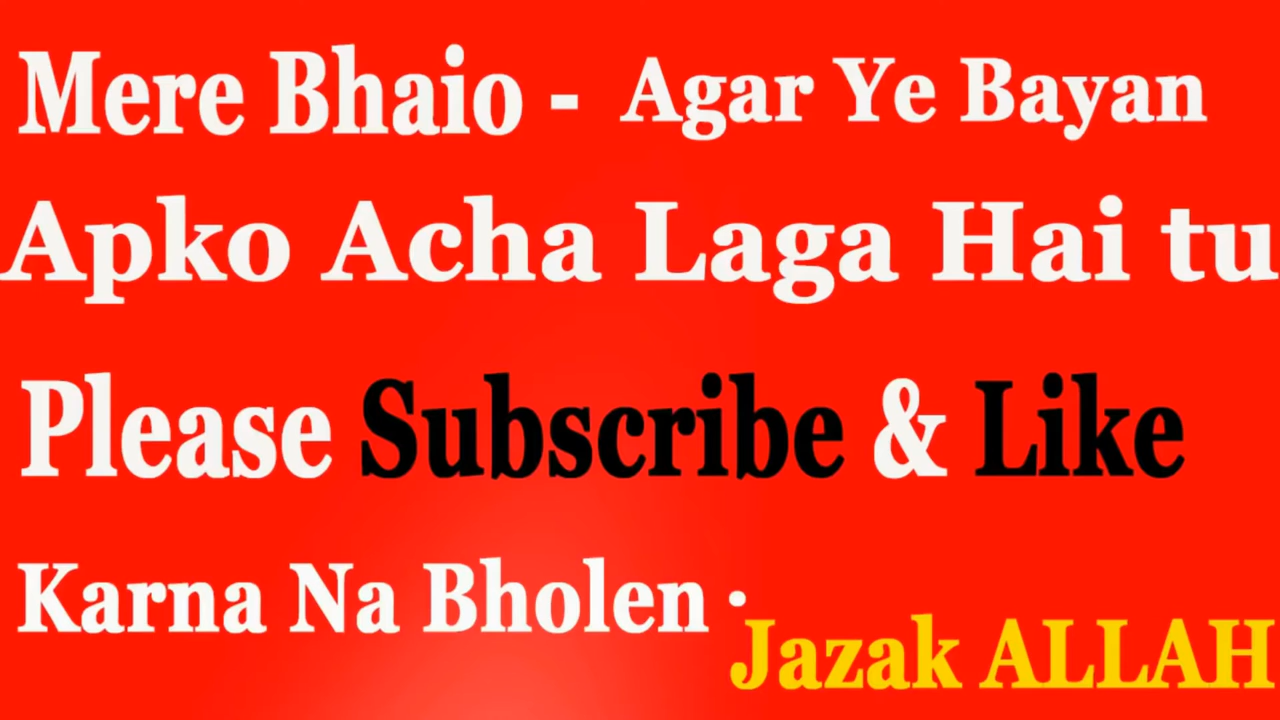 Mere Bhaio - Agar Ye Bayan
Apko Acha Laga Hai tu
Please Subscribe & Like
Karna Na Bholen .
Jazak ALLAH